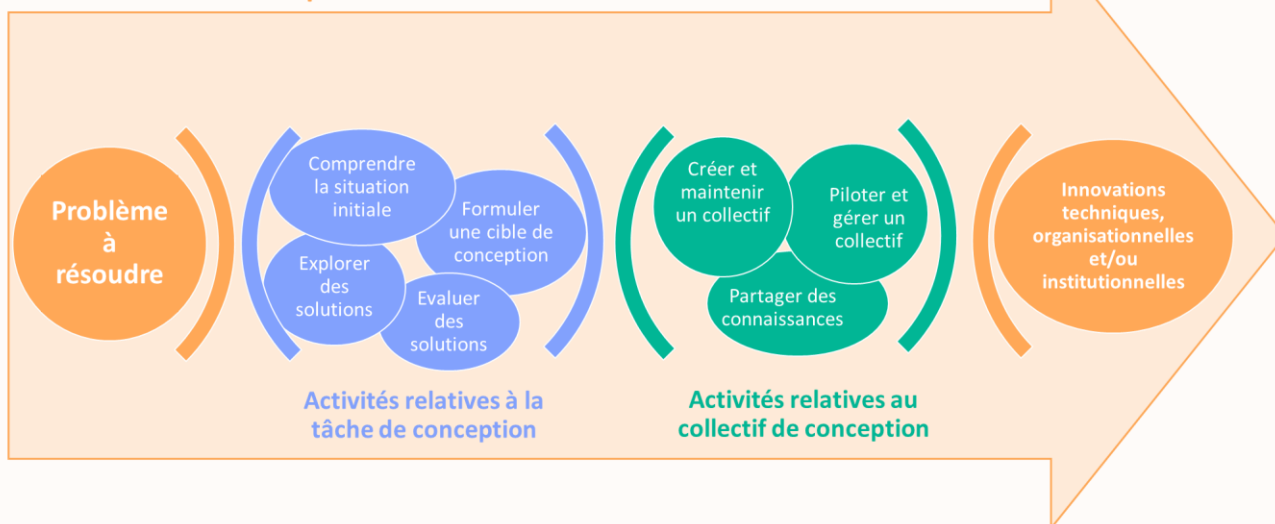 Problème
à
résoudre
Comprendre
la situation
initiale
Formuler
une cible de
conception
Explorer
des
solutions
Evaluer
des
solutions
Activités relatives à la
tâche de conception
Créer et
maintenir
un collectif
Piloter et
gérer un
collectif
Partager des
connaissances
Activités relatives au
collectif de conception
Innovations
techniques,
organisationnelles
et/ou
institutionnelles